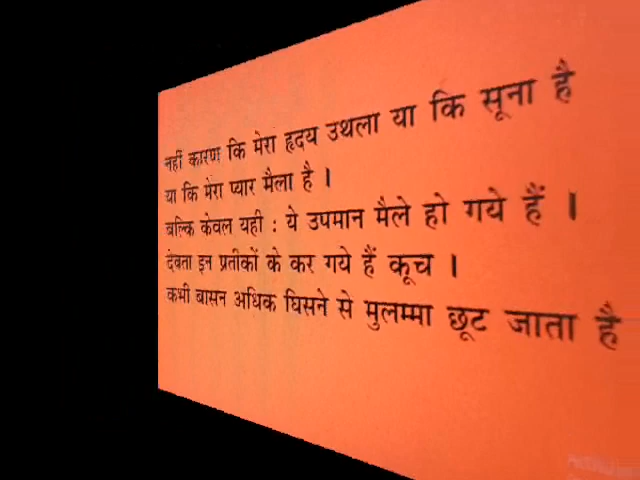 नहीं कारण कि मेरा हृदय उथला या कि सूना है
या कि मेरा प्यार मैला है ।
बल्कि केवल यही : ये उपमान मैले हो गये हैं ।
देवता इन प्रतीकों के कर गये हैं कूच ।
कभी बासन अधिक घिसने से मुलम्मा छूट जाता है